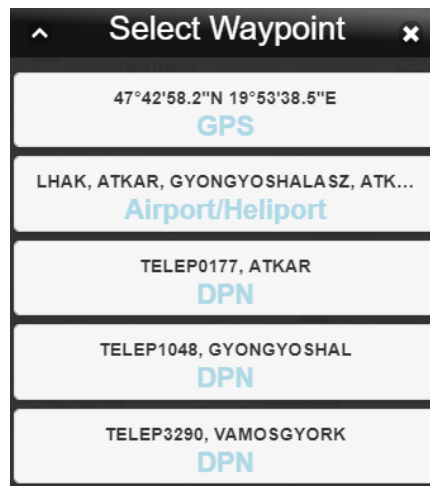 Select Waypoint
47°42'58.2"N 19°53'38.5"E
GPS
LHAK, ATKAR, GYONGYOSHALASZ, ATK...
Airport/Heliport
TELEP0177, ATKAR
DPN
TELEP1048, GYONGYOSHAL
DPN
TELEP3290, VAMOSGYORK
DPN